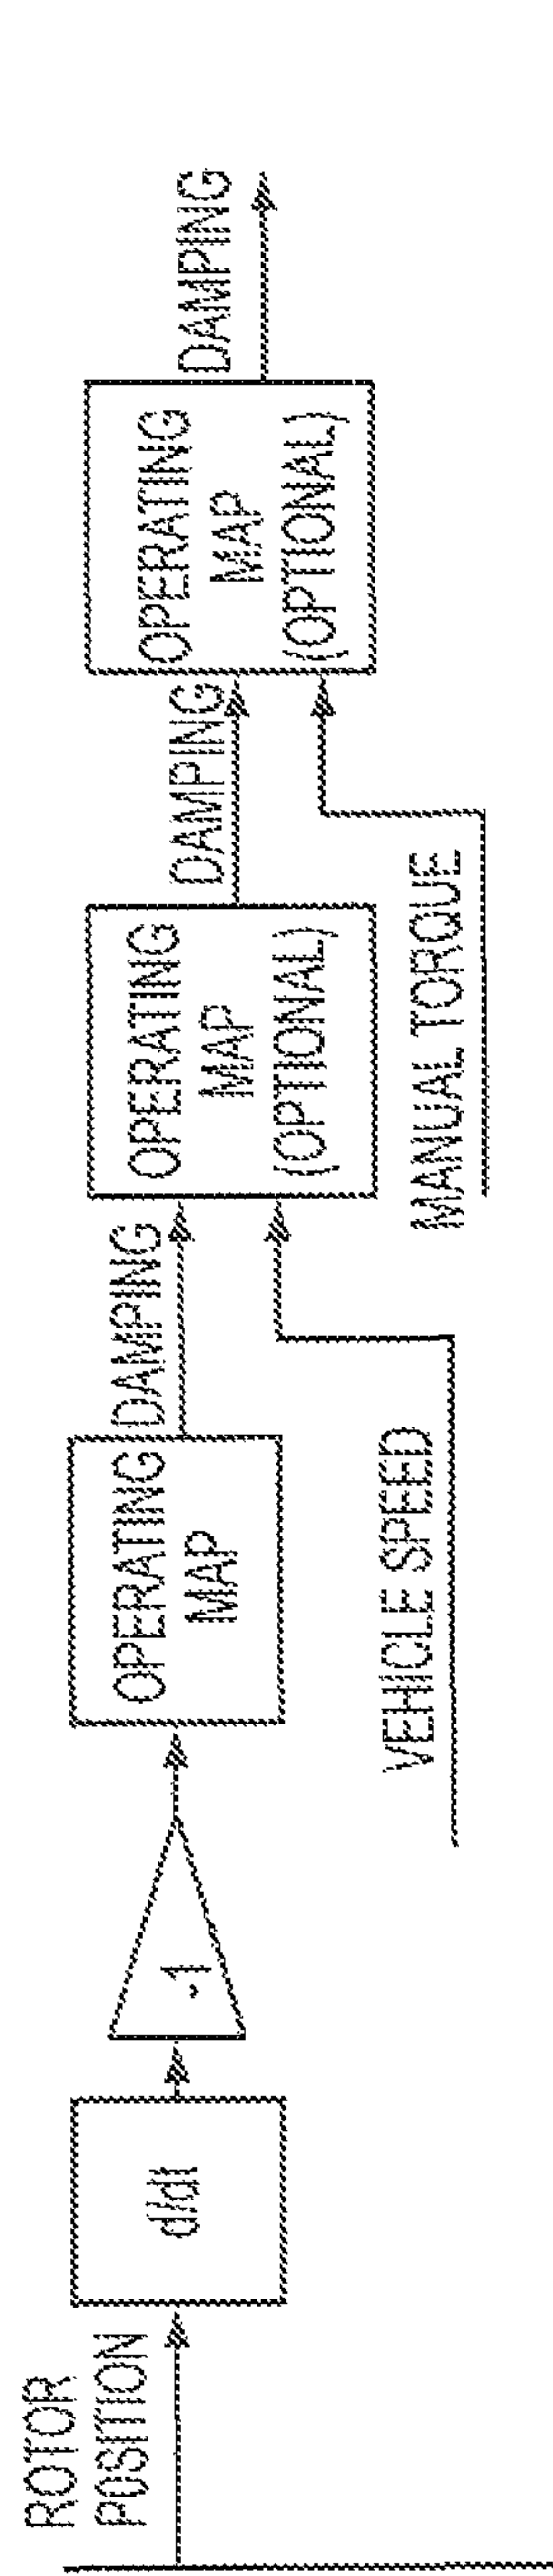 ROTOR
POSITION
d/dt
-1
OPERATING
MAP
DAMPING
VEHICLE SPEED
OPERATING
MAP
(OPTIONAL)
DAMPING
MANUAL TORQUE
OPERATING
MAP
(OPTIONAL)
DAMPING